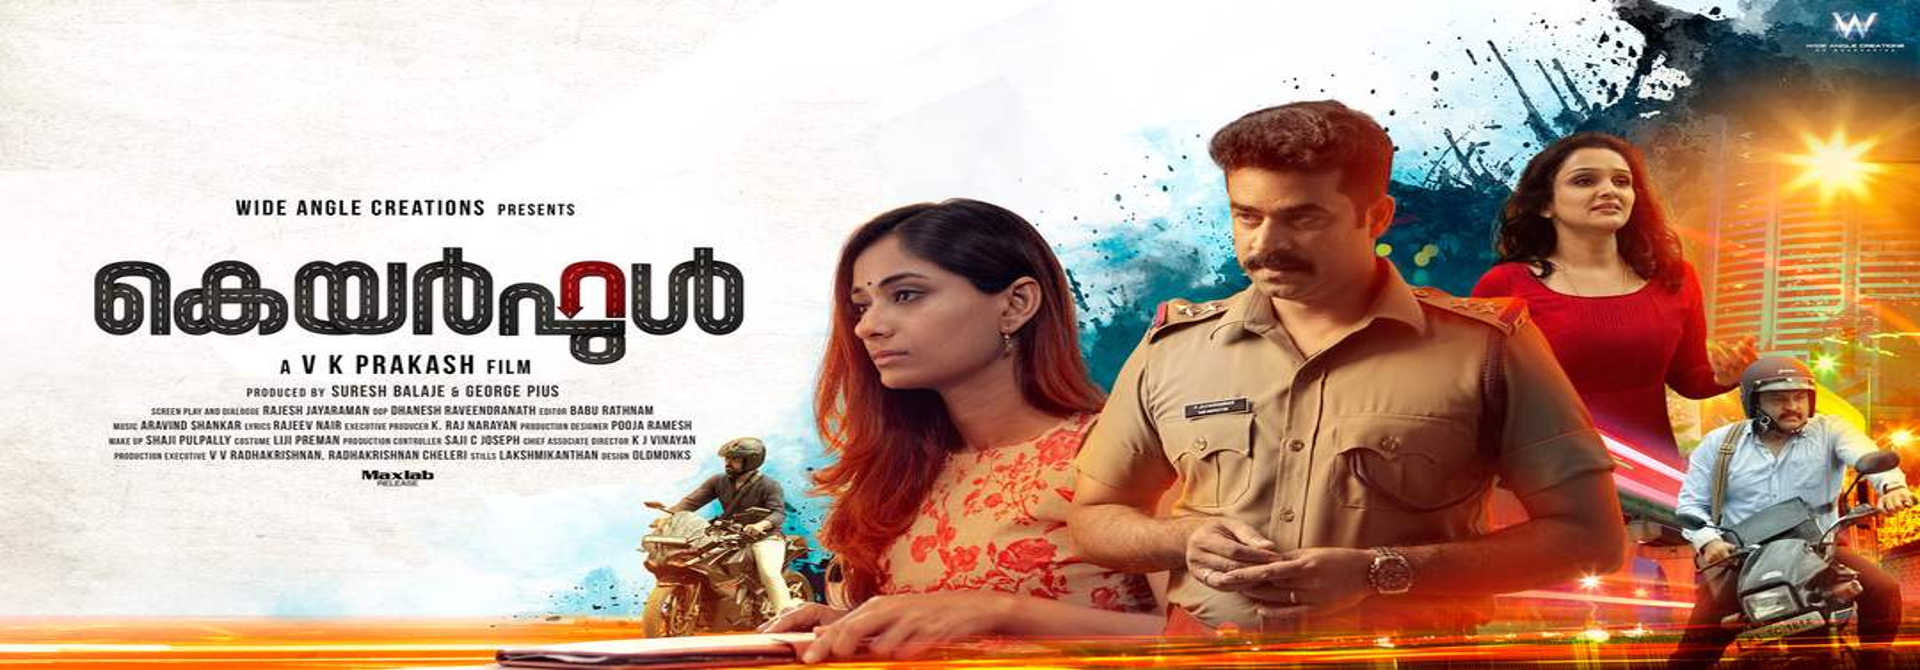 WIDE ANGLE CREATIONS PRESENTS
കെയർഫുൾ
A V K PRAKASH FILM
PRODUCED BY SURESH BALAJE & GEORGE PIUS
SCREEN PLAY AND DIALOGUE RAJESH JAYARAMAN DOP DHANESH RAVEENDRANATH EDITOR BABU RATHNAM
MUSIC ARAVIND SHANKAR LYRICS RAJEEV NAIR EXECUTIVE PRODUCER K. RAJ NARAYAN PRODUCTION DESIGNER POOJA RAMESH
MAKE UP SHAJI PULPALLY COSTUME LIJI PREMAN PRODUCTION CONTROLLER SAJI C JOSEPH CHIEF ASSOCIATE DIRECTOR K J VINAYAN
PRODUCTION EXECUTIVE V V RADHAKRISHNAN, RADHAKRISHNAN CHELERI STILLS LAKSHMIKANTHAN DESIGN OLDMONKS
Maxlab
RELEASE
W
WIDE ANGLE CREATIONS